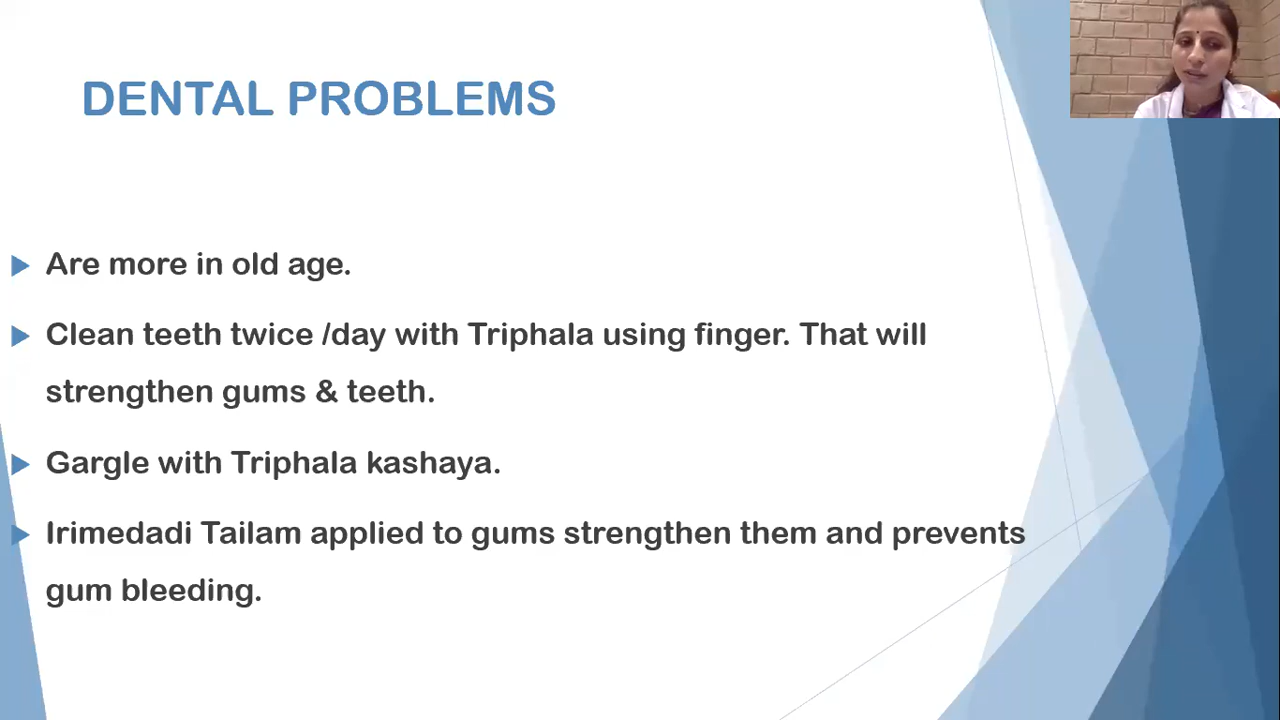 DENTAL PROBLEMS
Are more in old age.
Clean teeth twice /day with Triphala using finger. That will
strengthen gums & teeth.
Gargle with Triphala kashaya.
Irimedadi Tailam applied to gums strengthen them and prevents
gum bleeding.